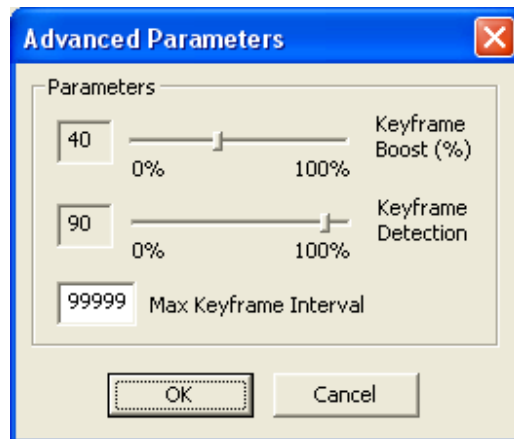 Advanced Parameters
Parameters
40
0% 100%
Keyframe
Boost (%)
90
0% 100%
Keyframe
Detection
99999 Max Keyframe Interval
OK Cancel